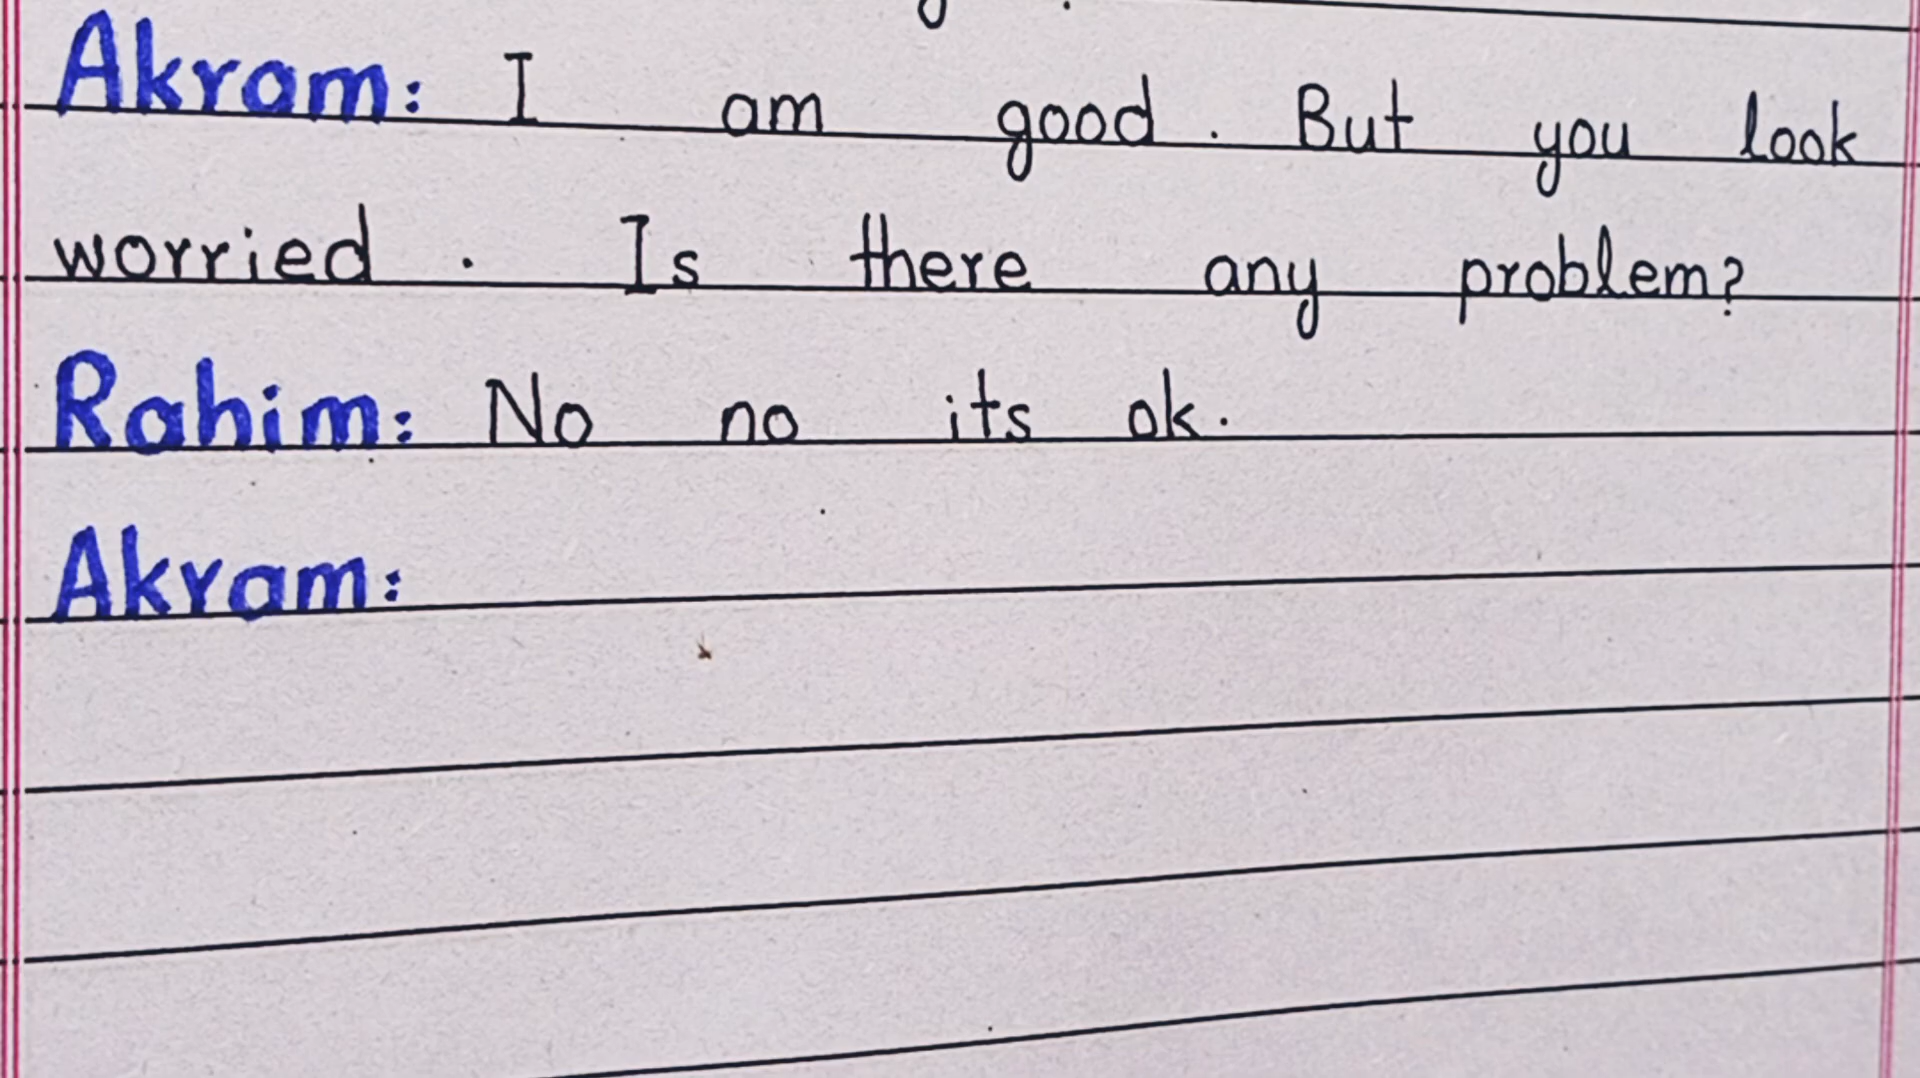 Akram: I am good. But you look
worried. Is there any problem?
Rahim: No no its ok.
Akram: